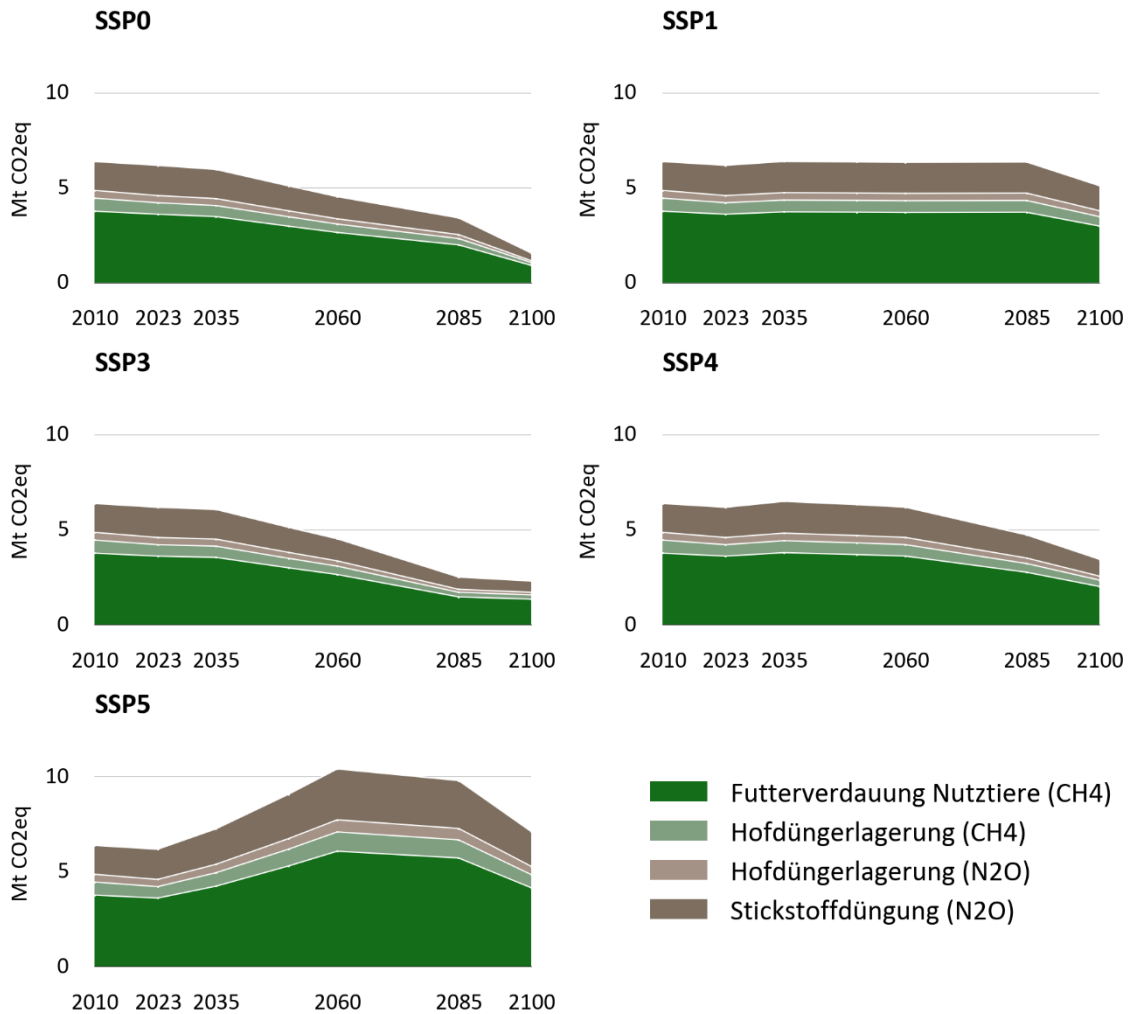 SSP0
Mt CO2eq
10
5
0
2010 2023 2035 2060 2085 2100
SSP1
Mt CO2eq
10
5
0
2010 2023 2035 2060 2085 2100
SSP3
Mt CO2eq
10
5
0
2010 2023 2035 2060 2085 2100
SSP4
Mt CO2eq
10
5
0
2010 2023 2035 2060 2085 2100
SSP5
Mt CO2eq
10
5
0
2010 2023 2035 2060 2085 2100
Futterverdauung Nutztiere (CH4)
Hofdüngerlagerung (CH4)
Hofdüngerlagerung (N2O)
Stickstoffdüngung (N2O)